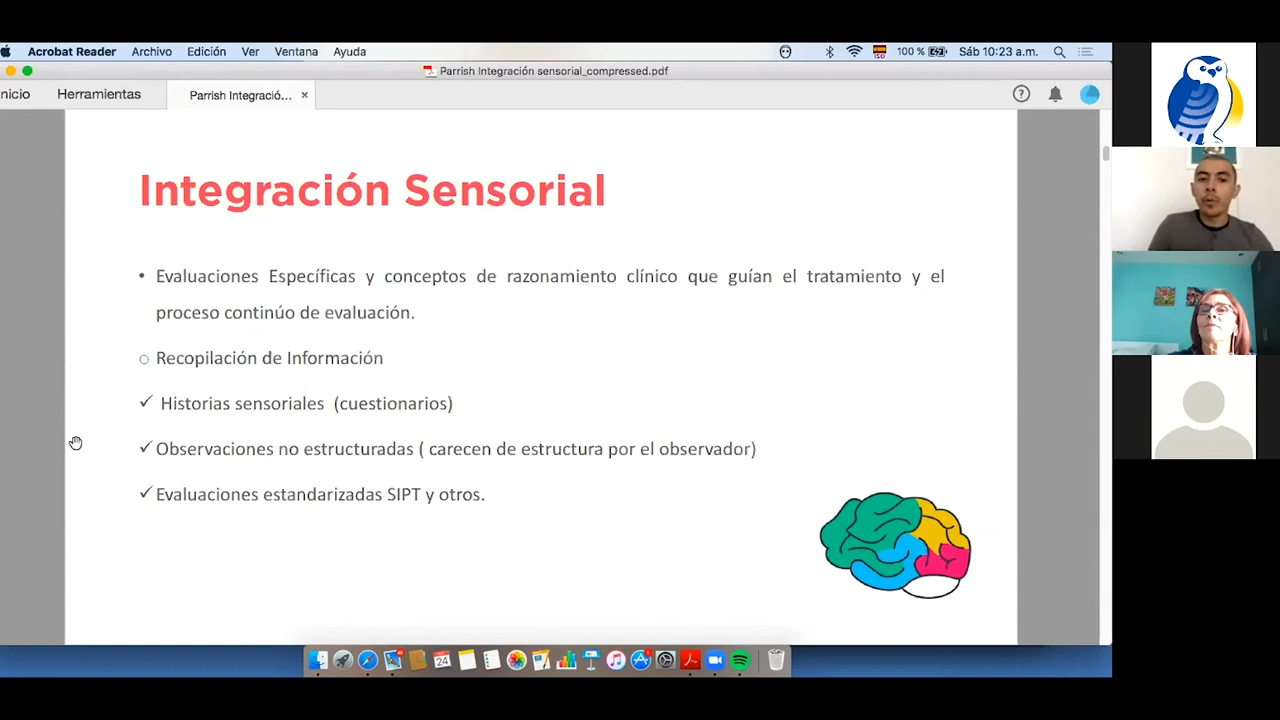 Acrobat Reader Archivo Edición Ver Ventana Ayuda 100 % Sáb 10:23 a.m.
Parrish Integración sensorial_compressed.pdf
nicio Herramientas Parrish Integració... ×
Integración Sensorial
• Evaluaciones Específicas y conceptos de razonamiento clínico que guían el tratamiento y el
proceso continúo de evaluación.
○ Recopilación de Información
✓ Historias sensoriales (cuestionarios)
✓ Observaciones no estructuradas ( carecen de estructura por el observador)
✓ Evaluaciones estandarizadas SIPT y otros.
24